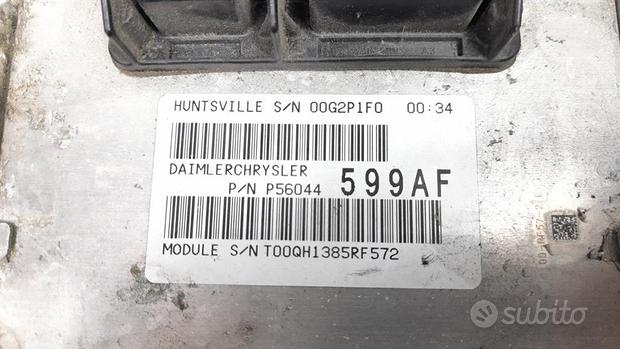 HUNTSVILLE S/N 00G2P1F0 00:34
DAIMLERCHRYSLER
P/N P56044 599AF
MODULE S/N T00QH1385RF572
subito